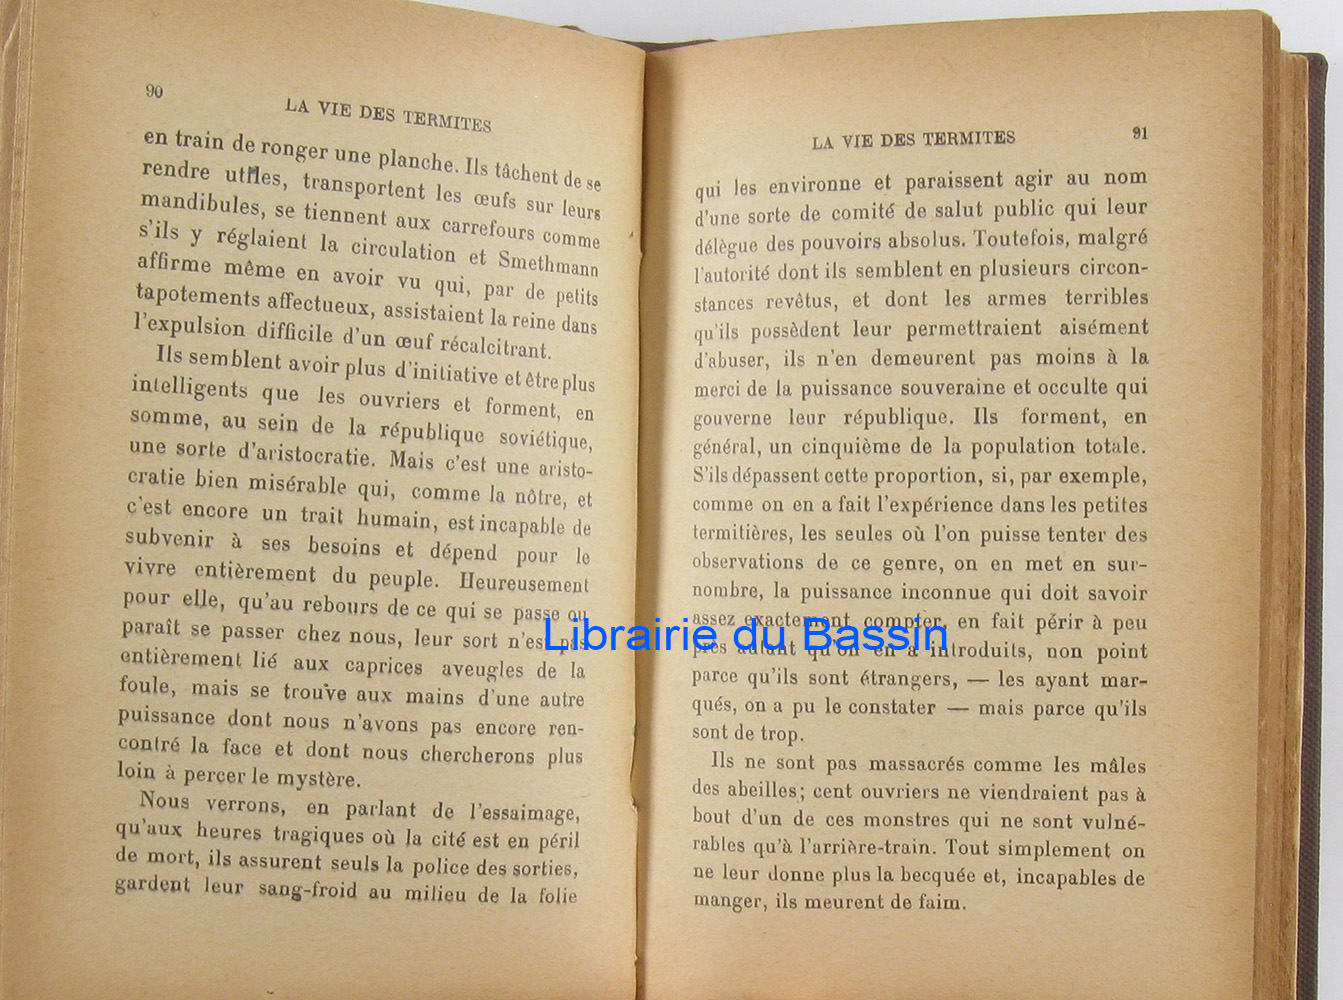 90
LA VIE DES TERMITES
en train de ronger une planche. Ils tâchent de se
rendre utiles, transportent les œufs sur leurs
mandibules, se tiennent aux carrefours comme
s'ils y réglaient la circulation et Smethmann
affirme même en avoir vu qui, par de petits
tapotements affectueux, assistaient la reine dans
l'expulsion difficile d'un œuf récalcitrant.
Ils semblent avoir plus d'initiative et être plus
intelligents que les ouvriers et forment, en
somme, au sein de la république soviétique,
une sorte d'aristocratie. Mais c'est une aristo-
cratie bien misérable qui, comme la nôtre, et
c'est encore un trait humain, est incapable de
subvenir à ses besoins et dépend pour le
vivre entièrement du peuple. Heureusement
pour elle, qu'au rebours de ce qui se passe ou
paraît se passer chez nous, leur sort n'est pas
entièrement lié aux caprices aveugles de la
foule, mais se trouve aux mains d'une autre
puissance dont nous n'avons pas encore ren-
contré la face et dont nous chercherons plus
loin à percer le mystère.
Nous verrons, en parlant de l'essaimage,
qu'aux heures tragiques où la cité est en péril
de mort, ils assurent seuls la police des sorties,
gardent leur sang-froid au milieu de la folie
LA VIE DES TERMITES
91
qui les environne et paraissent agir au nom
d'une sorte de comité de salut public qui leur
délègue des pouvoirs absolus. Toutefois, malgré
l'autorité dont ils semblent en plusieurs circon-
stances revêtus, et dont les armes terribles
qu'ils possèdent leur permettraient aisément
d'abuser, ils n'en demeurent pas moins à la
merci de la puissance souveraine et occulte qui
gouverne leur république. Ils forment, en
général, un cinquième de la population totale.
S'ils dépassent cette proportion, si, par exemple,
comme on en a fait l'expérience dans les petites
termitières, les seules où l'on puisse tenter des
observations de ce genre, on en met en sur-
nombre, la puissance inconnue qui doit savoir
assez exactement compter, en fait périr à peu
près autant qu'on en a introduits, non point
parce qu'ils sont étrangers, — les ayant mar-
qués, on a pu le constater — mais parce qu'ils
sont de trop.
Ils ne sont pas massacrés comme les mâles
des abeilles; cent ouvriers ne viendraient pas à
bout d'un de ces monstres qui ne sont vulné-
rables qu'à l'arrière-train. Tout simplement on
ne leur donne plus la becquée et, incapables de
manger, ils meurent de faim.
Librairie du Bassin